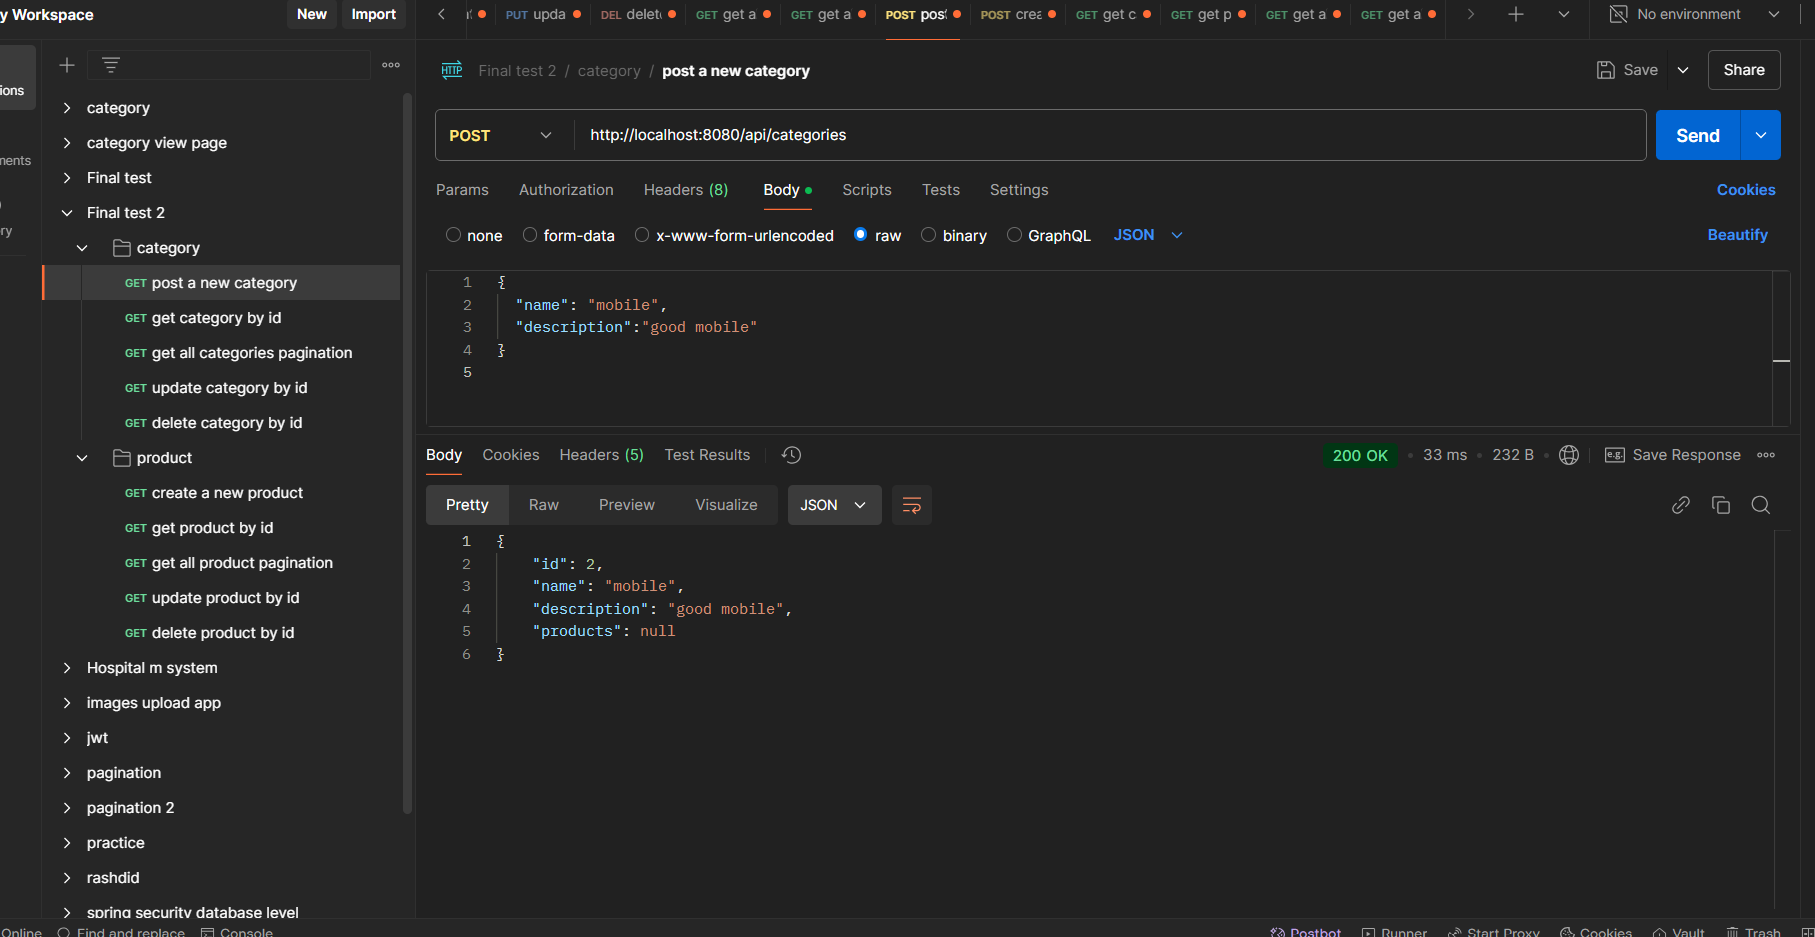 y Workspace
New
Import
PUT upda
DEL delet
GET get a
GET get a
POST post
POST crea
GET get c
GET get p
GET get a
GET get a
No environment
ions
ments
ry
category
category view page
Final test
Final test 2
category
GET post a new category
GET get category by id
GET get all categories pagination
GET update category by id
GET delete category by id
product
GET create a new product
GET get product by id
GET get all product pagination
GET update product by id
GET delete product by id
Hospital m system
images upload app
jwt
pagination
pagination 2
practice
rashdid
spring security database level
HTTP Final test 2 / category / post a new category
Save
Share
POST http://localhost:8080/api/categories
Send
Params Authorization Headers (8) Body Scripts Tests Settings
Cookies
none form-data x-www-form-urlencoded raw binary GraphQL JSON
Beautify
1 {
2 "name": "mobile",
3 "description":"good mobile"
4 }
5
Body Cookies Headers (5) Test Results
200 OK 33 ms 232 B
e.g. Save Response
Pretty Raw Preview Visualize JSON
1 {
2 "id": 2,
3 "name": "mobile",
4 "description": "good mobile",
5 "products": null
6 }
Online Find and replace Console
Postbot Runner Start Proxy Cookies Vault Trash